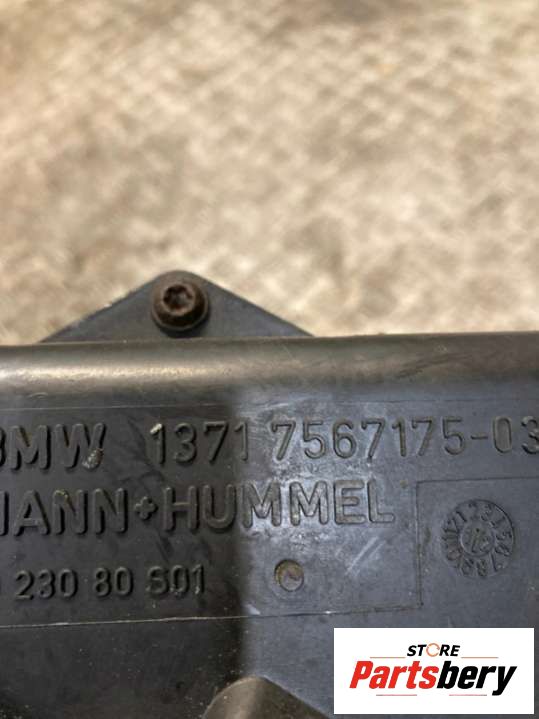 BMW 1371 7567175-03
MANN+HUMMEL
230 80 S01
STORE
Partsbery